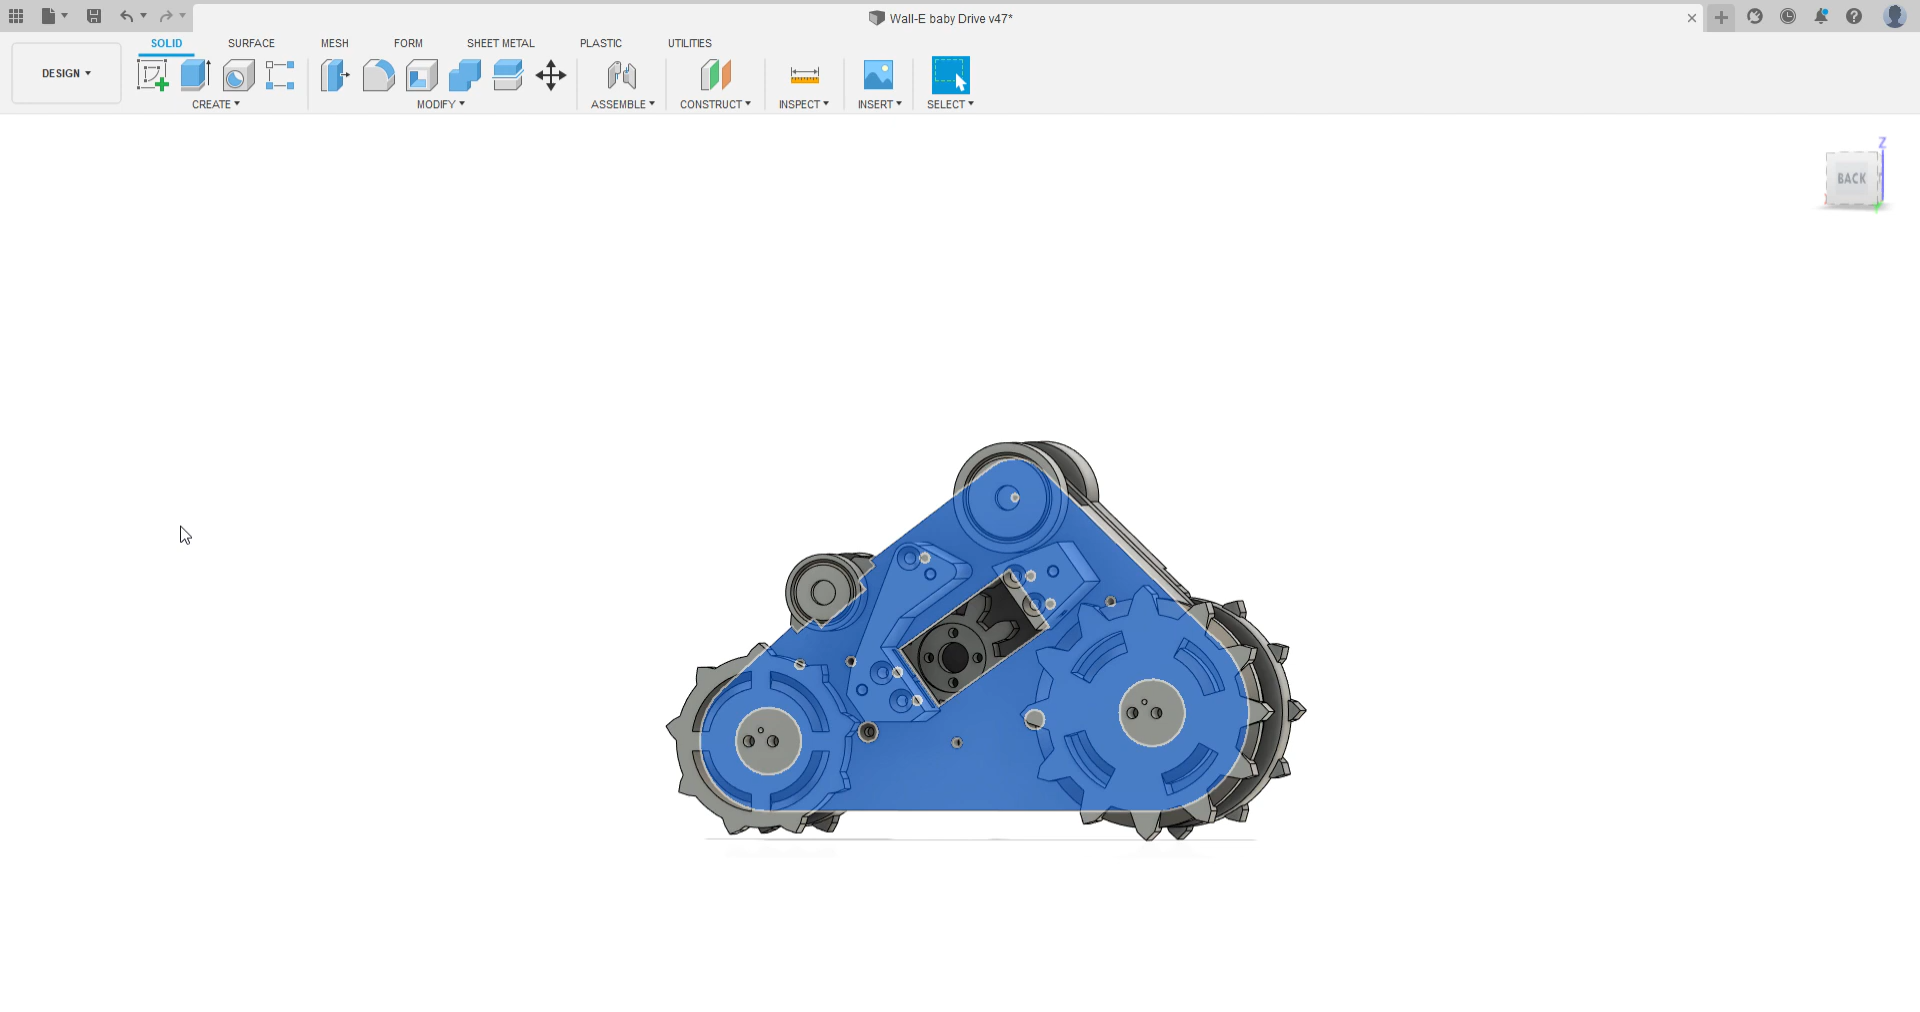 Wall-E baby Drive v47*
SOLID SURFACE MESH FORM SHEET METAL PLASTIC UTILITIES
DESIGN
CREATE MODIFY ASSEMBLE CONSTRUCT INSPECT INSERT SELECT
Z
BACK